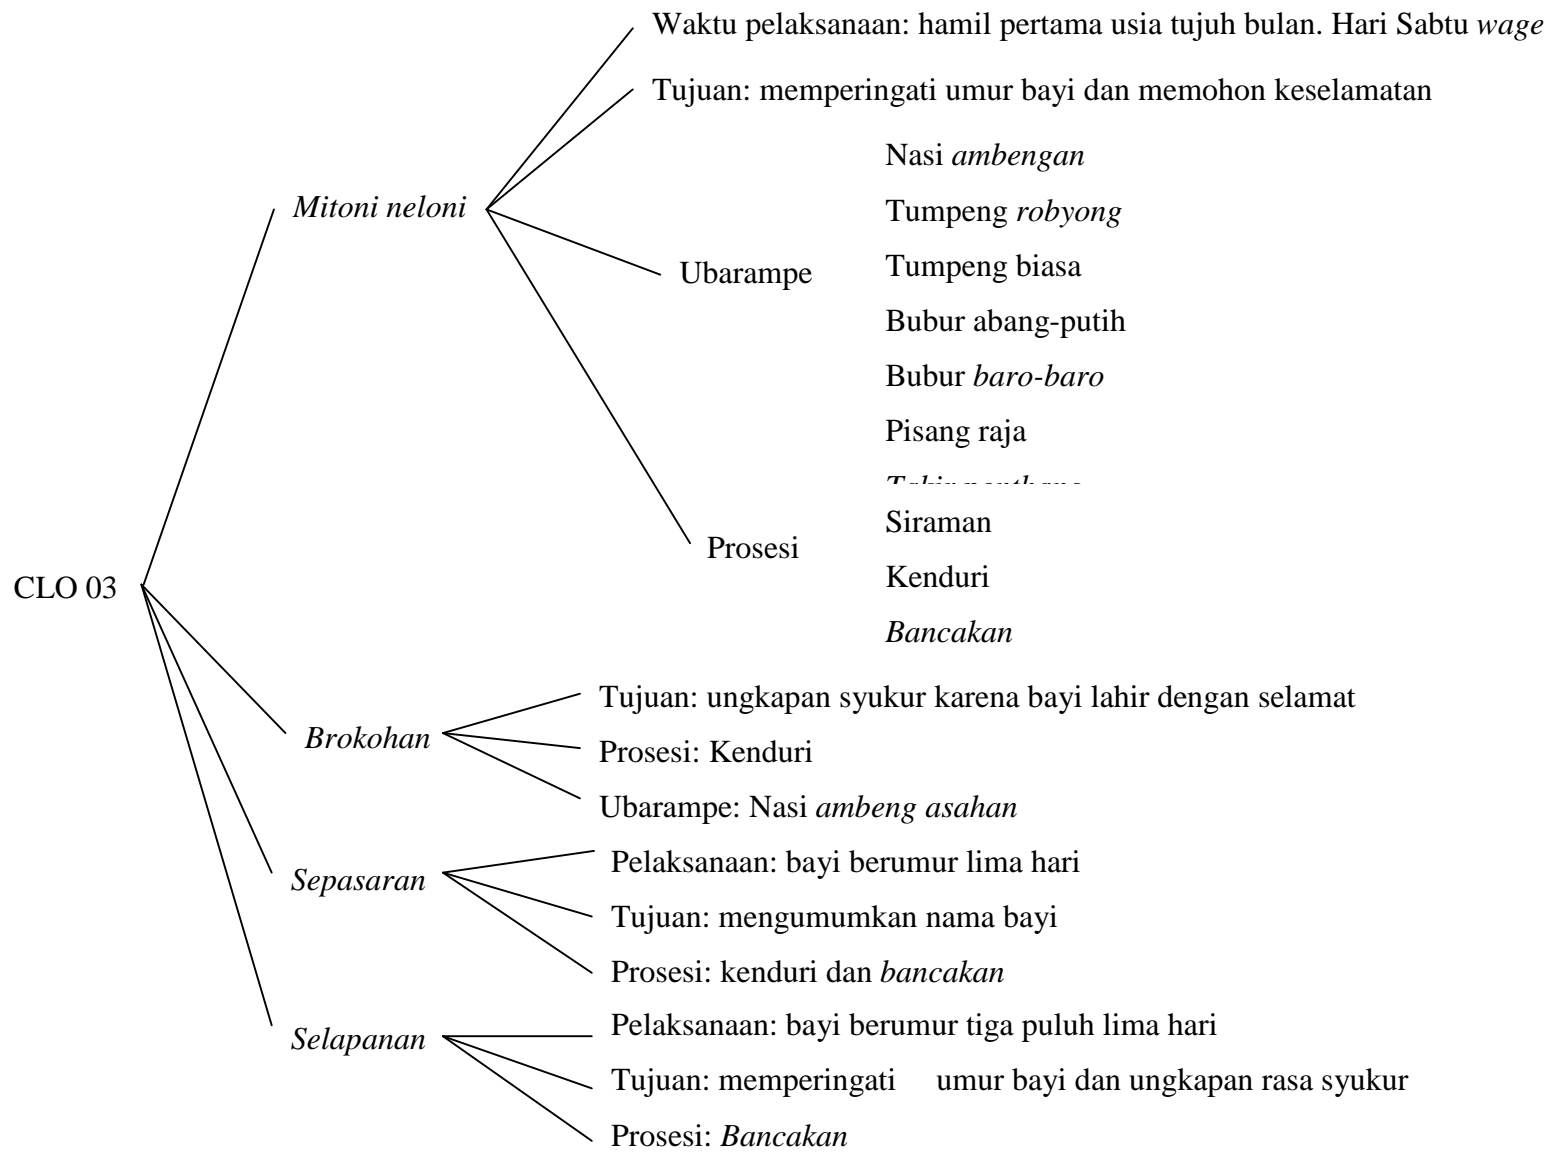 Waktu pelaksanaan: hamil pertama usia tujuh bulan. Hari Sabtu wage
Tujuan: memperingati umur bayi dan memohon keselamatan
Nasi ambengan
Mitoni neloni
Tumpeng robyong
Ubarampe
Tumpeng biasa
Bubur abang-putih
Bubur baro-baro
Pisang raja
Siraman
Prosesi
Kenduri
CLO 03
Bancakan
Tujuan: ungkapan syukur karena bayi lahir dengan selamat
Brokohan
Prosesi: Kenduri
Ubarampe: Nasi ambeng asahan
Pelaksanaan: bayi berumur lima hari
Sepasaran
Tujuan: mengumumkan nama bayi
Prosesi: kenduri dan bancakan
Pelaksanaan: bayi berumur tiga puluh lima hari
Selapanan
Tujuan: memperingati umur bayi dan ungkapan rasa syukur
Prosesi: Bancakan